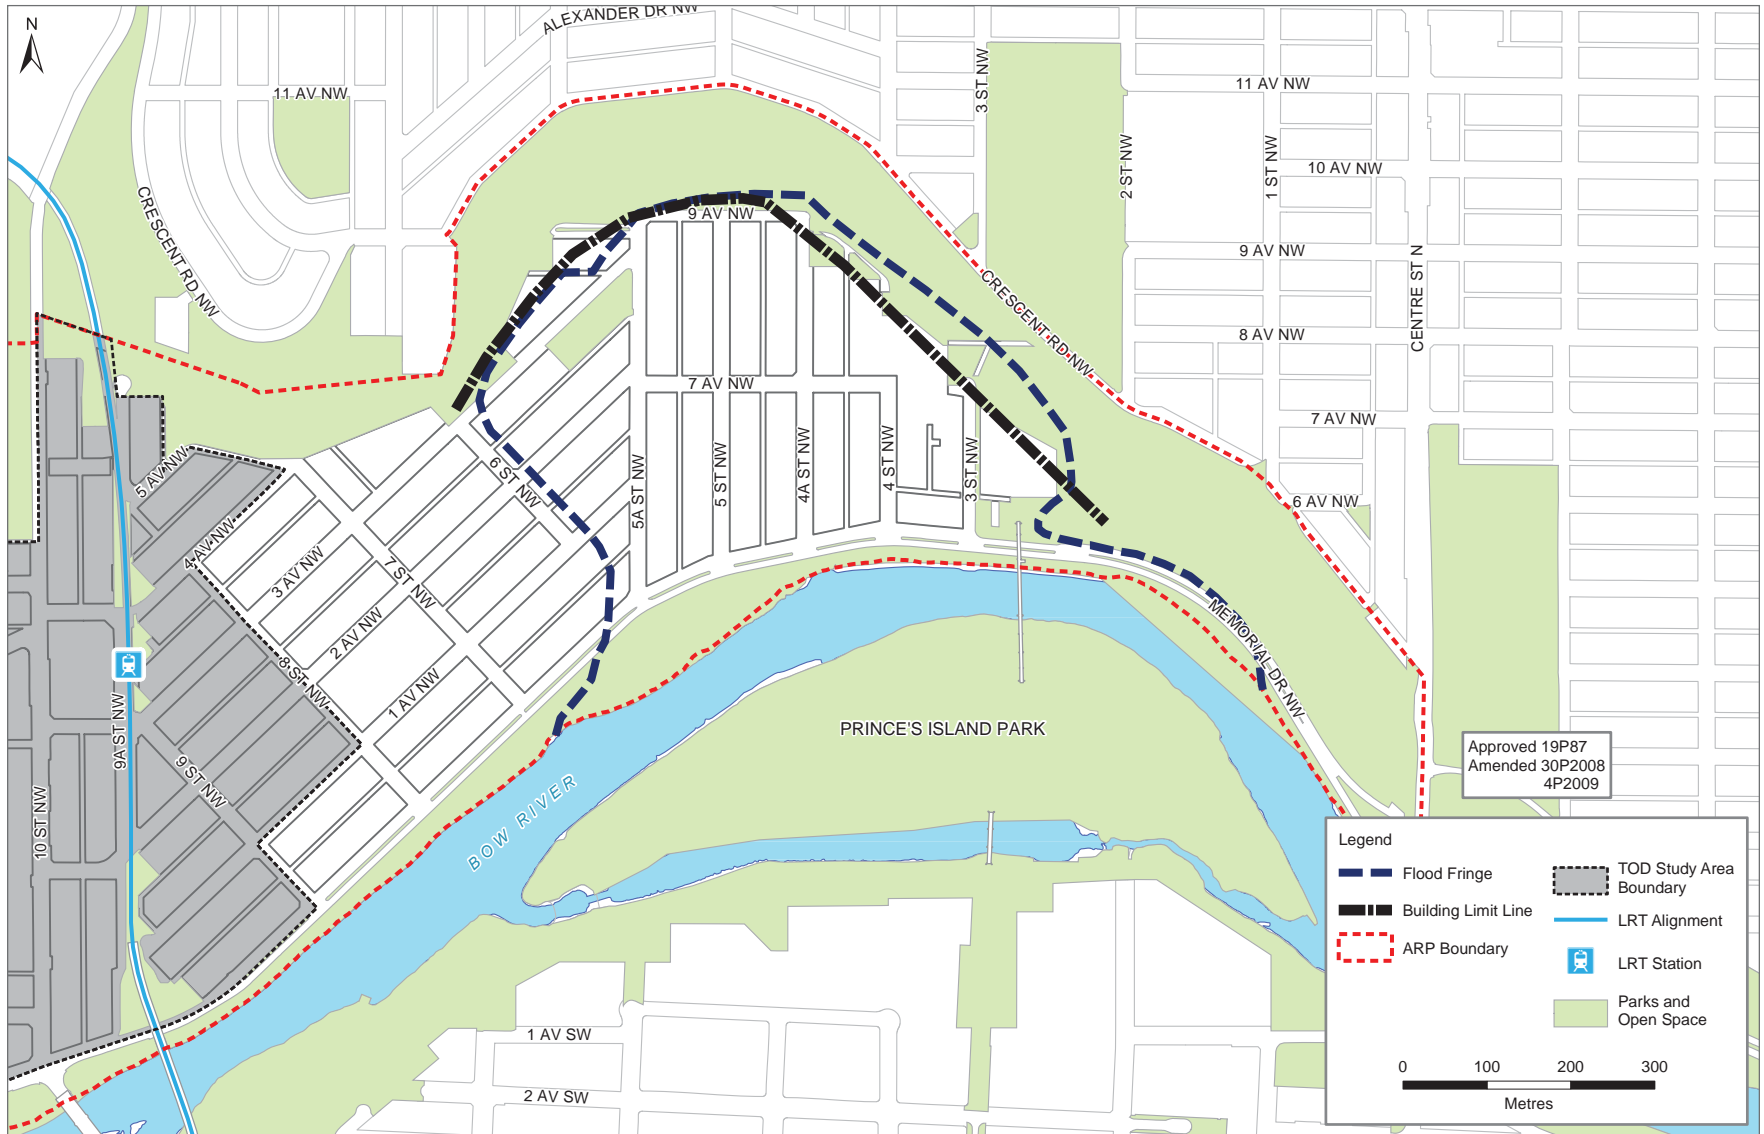 N
ALEXANDER DR NW
11 AV NW
3 ST NW
11 AV NW
2 ST NW
1 ST NW
10 AV NW
CRESCENT RD NW
9 AV NW
9 AV NW
CENTRE ST N
CRESCENT RD NW
8 AV NW
7 AV NW
7 AV NW
5 AV NW
6 ST NW
5A ST NW
5 ST NW
4A ST NW
4 ST NW
3 ST NW
6 AV NW
4 AV NW
3 AV NW
7 ST NW
2 AV NW
8 ST NW
1 AV NW
MEMORIAL DR NW
9A ST NW
9 ST NW
10 ST NW
PRINCE'S ISLAND PARK
BOW RIVER
1 AV SW
2 AV SW
Approved 19P87
Amended 30P2008
4P2009
Legend
Flood Fringe
Building Limit Line
ARP Boundary
TOD Study Area
Boundary
LRT Alignment
LRT Station
Parks and
Open Space
0 100 200 300
Metres